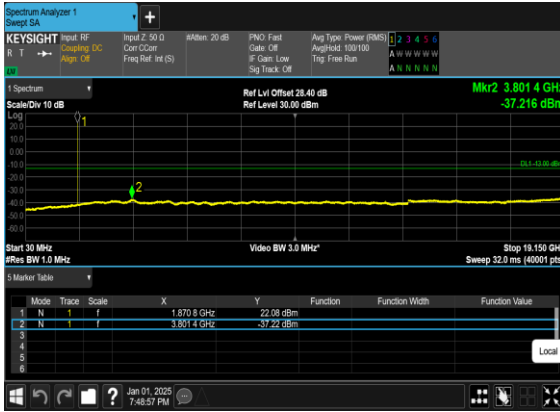 Spectrum Analyzer 1
Swept SA
+
KEYSIGHT
R T
Input: RF
Coupling: DC
Align: Off
Input Z: 50 Ω
Corr CCorr
Freq Ref: Int (S)
#Atten: 20 dB
PNO: Fast
Gate: Off
IF Gain: Low
Sig Track: Off
Avg Type: Power (RMS)
Avg|Hold: 100/100
Trig: Free Run
1 2 3 4 5 6
A W W W W W
A N N N N N
1 Spectrum
Scale/Div 10 dB
Ref Lvl Offset 28.40 dB
Ref Level 30.00 dBm
Mkr2 3.801 4 GHz
-37.216 dBm
Log
20.0
10.0
0.00
-10.0
-20.0
-30.0
-40.0
-50.0
-60.0
1
2
DL1 -13.00 dBm
Start 30 MHz
#Res BW 1.0 MHz
Video BW 3.0 MHz*
Stop 19.150 GHz
Sweep 32.0 ms (40001 pts)
5 Marker Table
Mode Trace Scale X Y Function Function Width Function Value
1 N 1 f 1.870 8 GHz 22.08 dBm
2 N 1 f 3.801 4 GHz -37.22 dBm
3
4
5
6
Local
?
Jan 01, 2025
7:48:57 PM